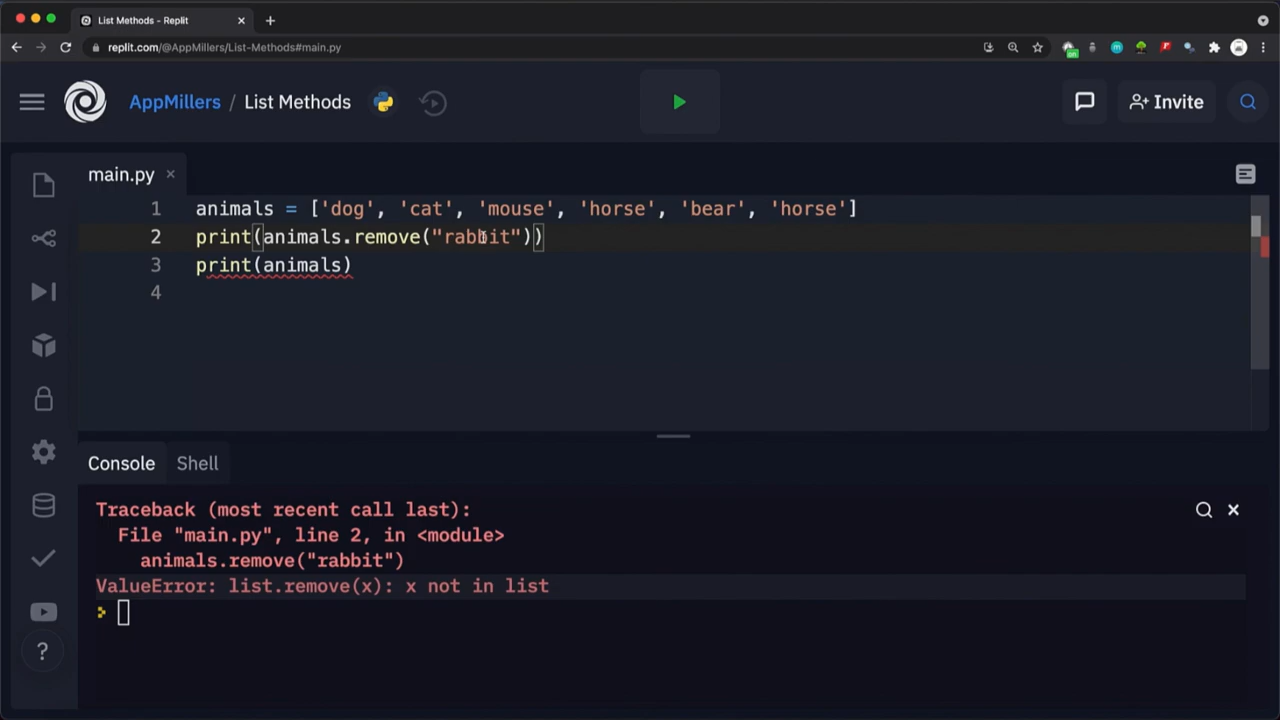 List Methods - Replit
replit.com/@AppMillers/List-Methods#main.py
AppMillers / List Methods
Invite
main.py
1 animals = ['dog', 'cat', 'mouse', 'horse', 'bear', 'horse']
2 print(animals.remove("rabbit"))
3 print(animals)
4
Console Shell
Traceback (most recent call last):
File "main.py", line 2, in <module>
animals.remove("rabbit")
ValueError: list.remove(x): x not in list